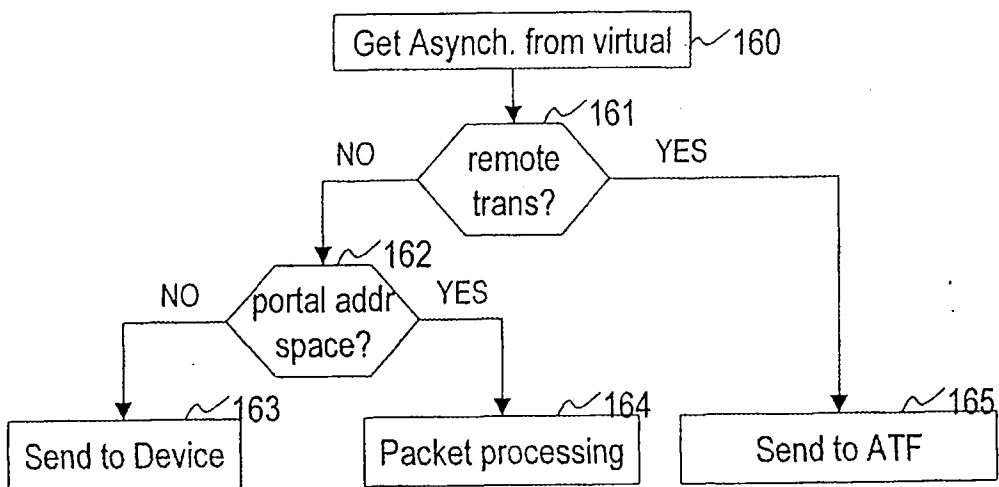 Get Asynch. from virtual
160
161
NO
remote
trans?
YES
162
NO
portal addr
space?
YES
163
Send to Device
164
Packet processing
165
Send to ATF